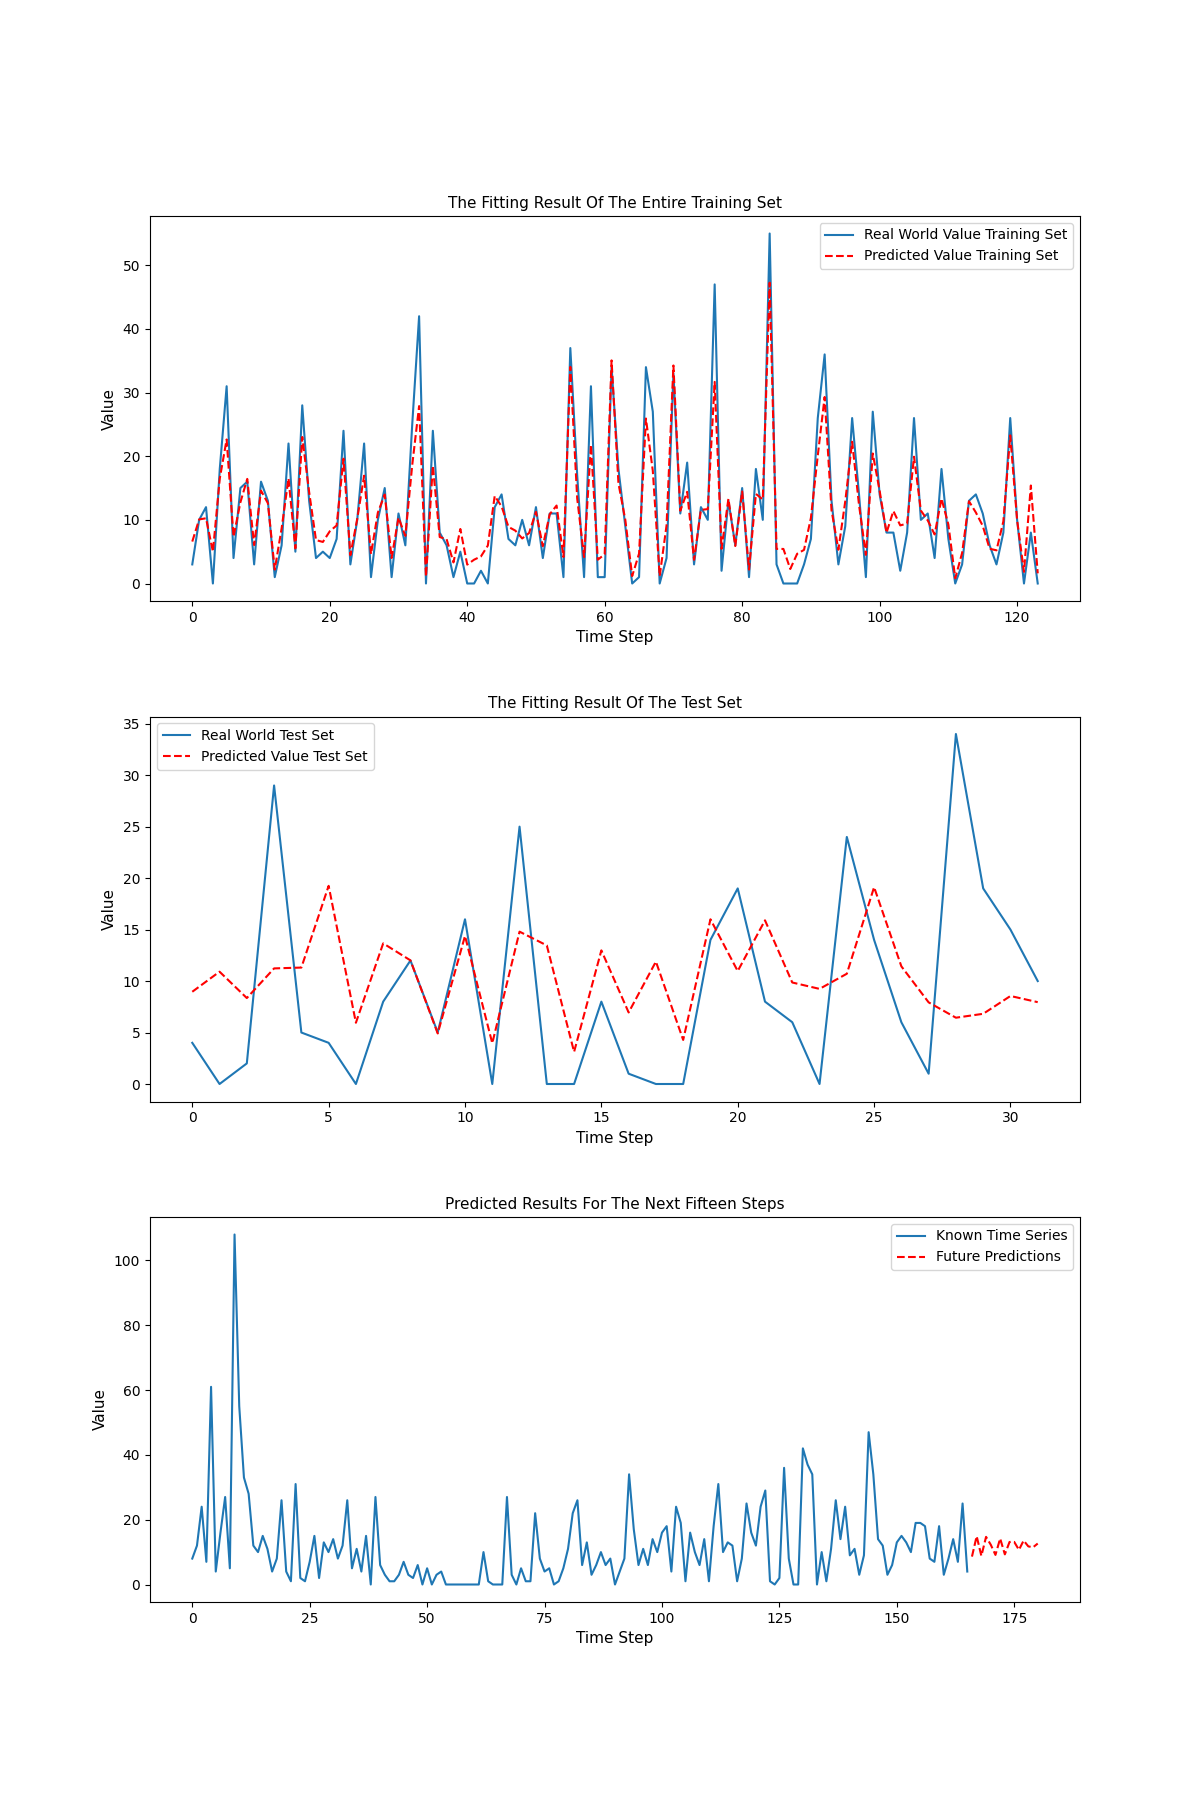 The Fitting Result Of The Entire Training Set
Real World Value Training Set
Predicted Value Training Set
50
40
30
20
10
0
Value
0 20 40 60 80 100 120
Time Step
The Fitting Result Of The Test Set
Real World Test Set
Predicted Value Test Set
35
30
25
20
15
10
5
0
Value
0 5 10 15 20 25 30
Time Step
Predicted Results For The Next Fifteen Steps
Known Time Series
Future Predictions
100
80
60
40
20
0
Value
0 25 50 75 100 125 150 175
Time Step